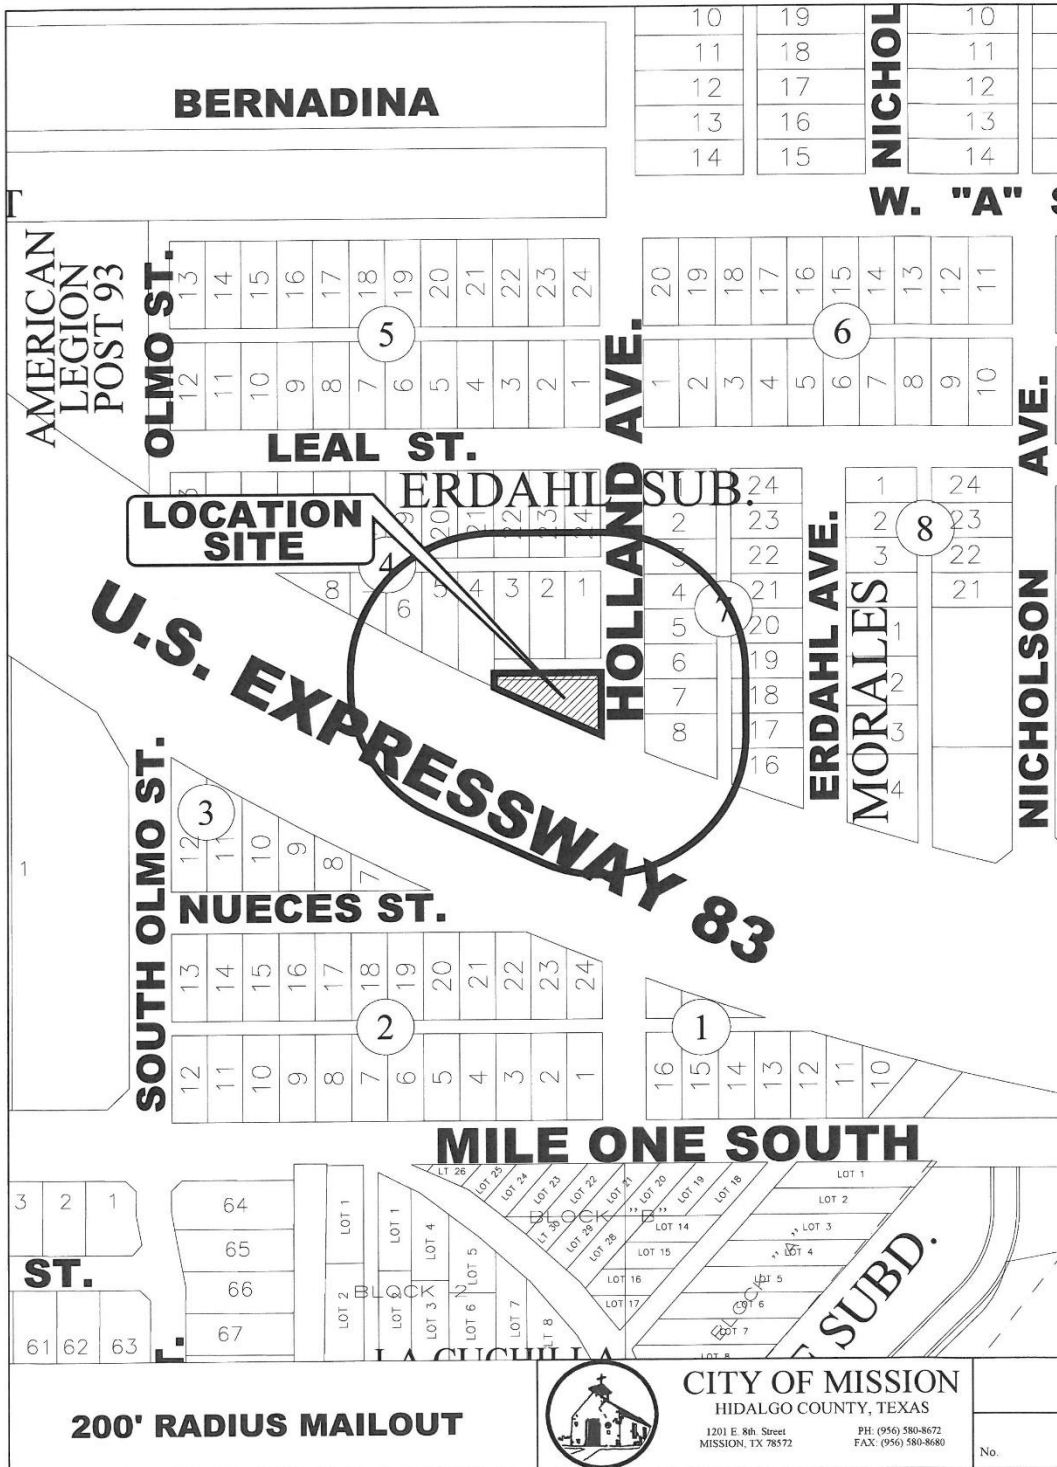 10 19 NICHOL 10
11 18 11
12 17 12
13 16 13
14 15 14
BERNADINA
T
W. "A" S
AMERICAN
LEGION
POST 93
OLMO ST.
13 14 15 16 17 18 19 20 21 22 23 24
5
12 11 10 9 8 7 6 5 4 3 2 1
HOLLAND AVE.
20 19 18 17 16 15 14 13 12 11
6
1 2 3 4 5 6 7 8 9 10
LEAL ST.
ERDAHL SUB.
LOCATION
SITE
19 20 21 22 23 24
4
8 6 5 4 3 2 1
1 24
2 23
3 22
4 21
5 20
6 19
7 18
8 17
16
7
ERDAHL AVE.
1 24
2 23
3 22
21
8
MORALES
1
2
3
4
NICHOLSON AVE.
U.S. EXPRESSWAY 83
1
SOUTH OLMO ST.
3
12 11 10 9 8 7
NUECES ST.
13 14 15 16 17 18 19 20 21 22 23 24
2
12 11 10 9 8 7 6 5 4 3 2 1
1
16 15 14 13 12 11 10
MILE ONE SOUTH
3 2 1
ST.
61 62 63
T.
64
65
66
67
LOT 1
LOT 2
LOT 1
LOT 4
LOT 3
LOT 5
LOT 6
LOT 7
LOT 8
BLOCK 2
LA CUCHILLA
LT 26
LOT 25
LOT 24
LOT 23
LOT 22
LOT 21
LOT 20
LOT 19
LOT 18
BLOCK "B"
LT 30
LOT 29
LOT 28
LOT 14
LOT 15
LOT 16
LOT 17
LOT 1
LOT 2
LOT 3
LOT 4
LOT 5
LOT 6
LOT 7
LOT 8
BLOCK "A"
SUBD.
200' RADIUS MAILOUT
CITY OF MISSION
HIDALGO COUNTY, TEXAS
1201 E. 8th. Street PH: (956) 580-8672
MISSION, TX 78572 FAX: (956) 580-8680
No.